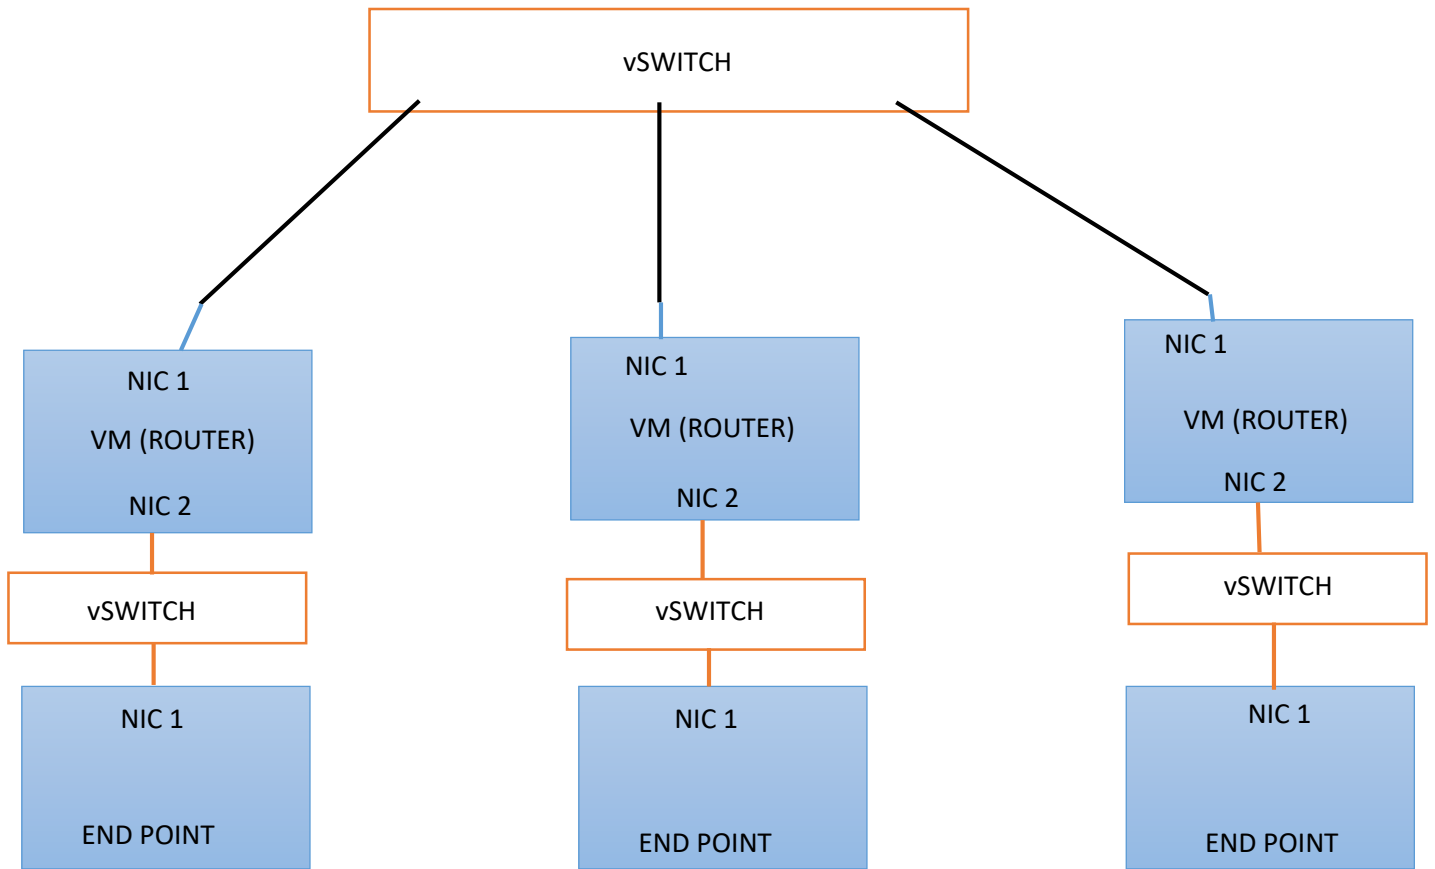 vSWITCH
NIC 1
VM (ROUTER)
NIC 2
vSWITCH
NIC 1
END POINT
NIC 1
VM (ROUTER)
NIC 2
vSWITCH
NIC 1
END POINT
NIC 1
VM (ROUTER)
NIC 2
vSWITCH
NIC 1
END POINT